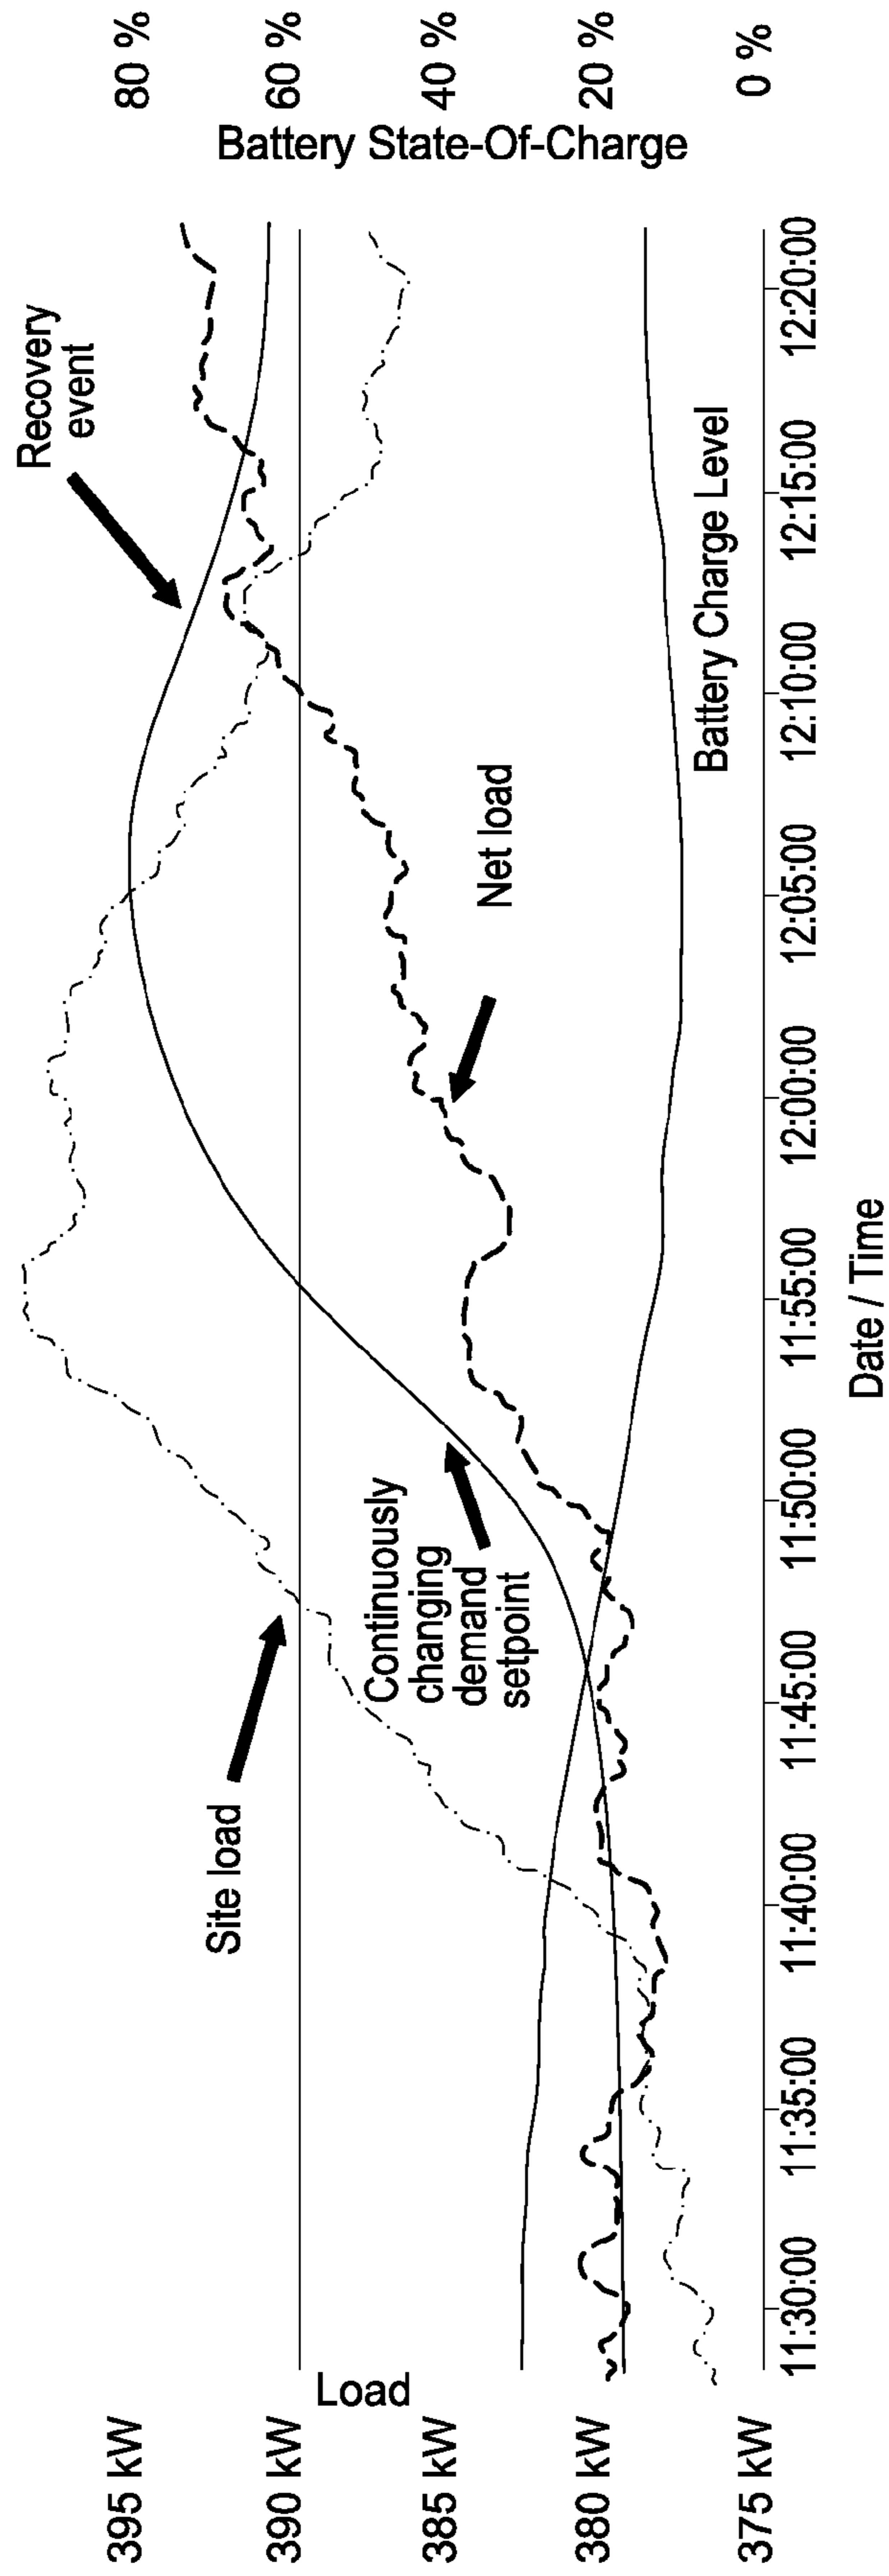 395 kW
390 kW
385 kW
380 kW
375 kW
Load
Site load
Continuously
changing
demand
setpoint
Net load
Recovery
event
Battery Charge Level
80 %
60 %
40 %
20 %
0 %
Battery State-Of-Charge
11:30:00
11:35:00
11:40:00
11:45:00
11:50:00
11:55:00
12:00:00
12:05:00
12:10:00
12:15:00
12:20:00
Date / Time